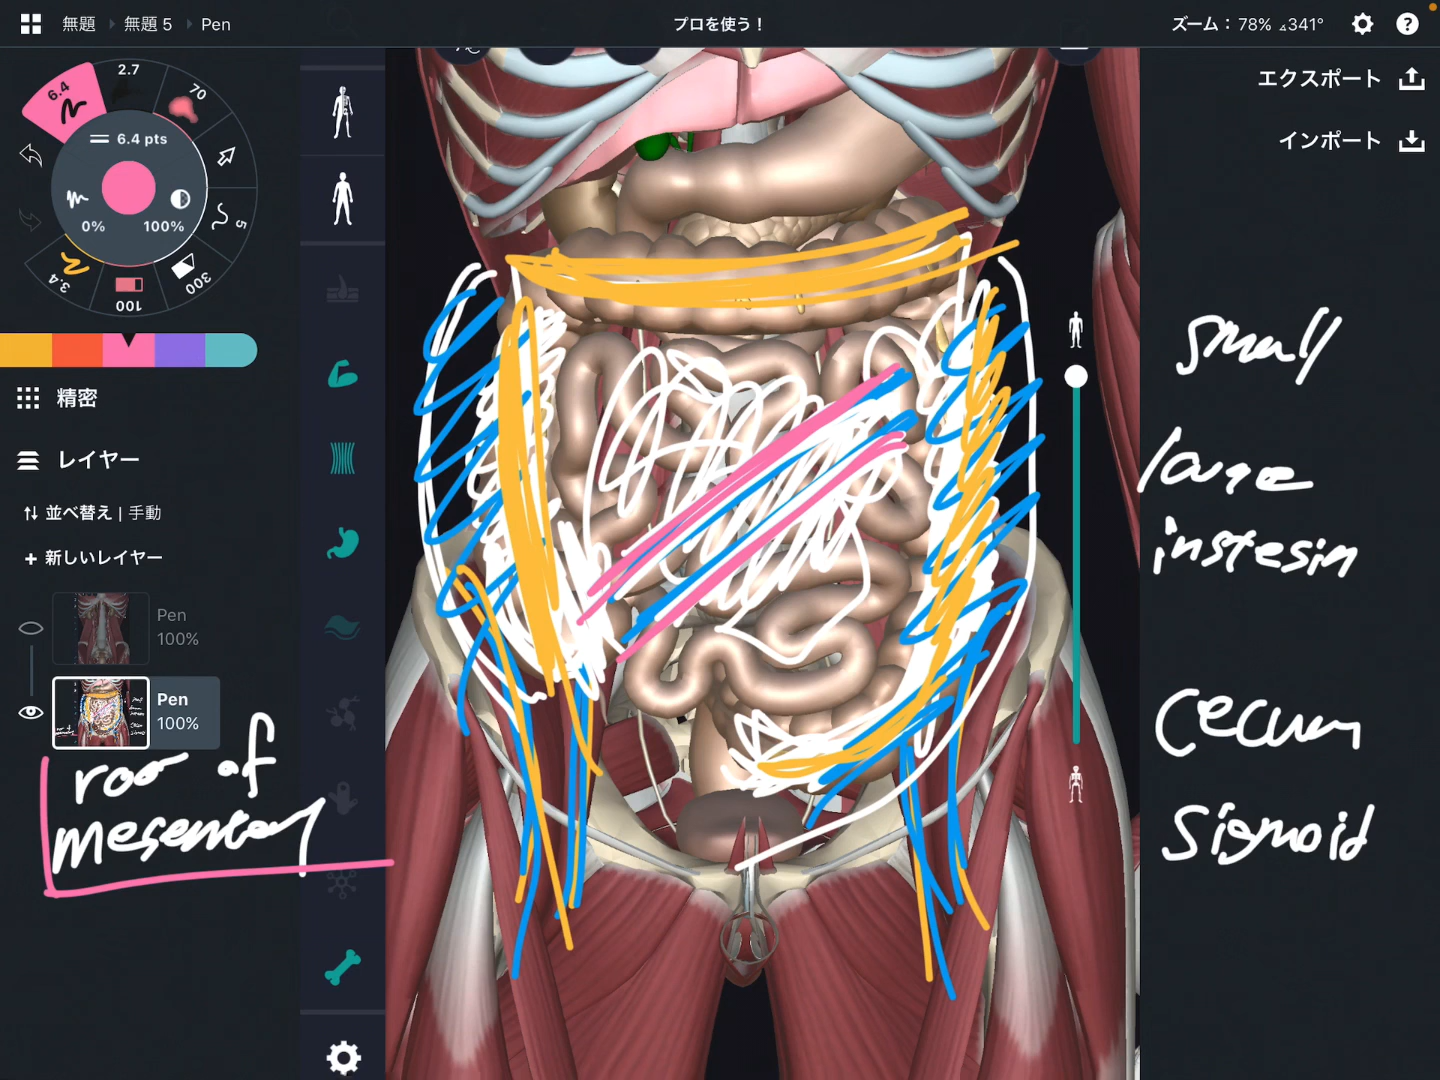 無題 無題 5 Pen
プロを使う！
ズーム：78% ⊿341°
エクスポート
インポート
2.7
6.4
70
6.4 pts
0% 100%
5
3.4
100
300
精密
レイヤー
並べ替え | 手動
+ 新しいレイヤー
Pen
100%
Pen
100%
roo of
mesentery
small
large
instesin
cecum
sigmoid